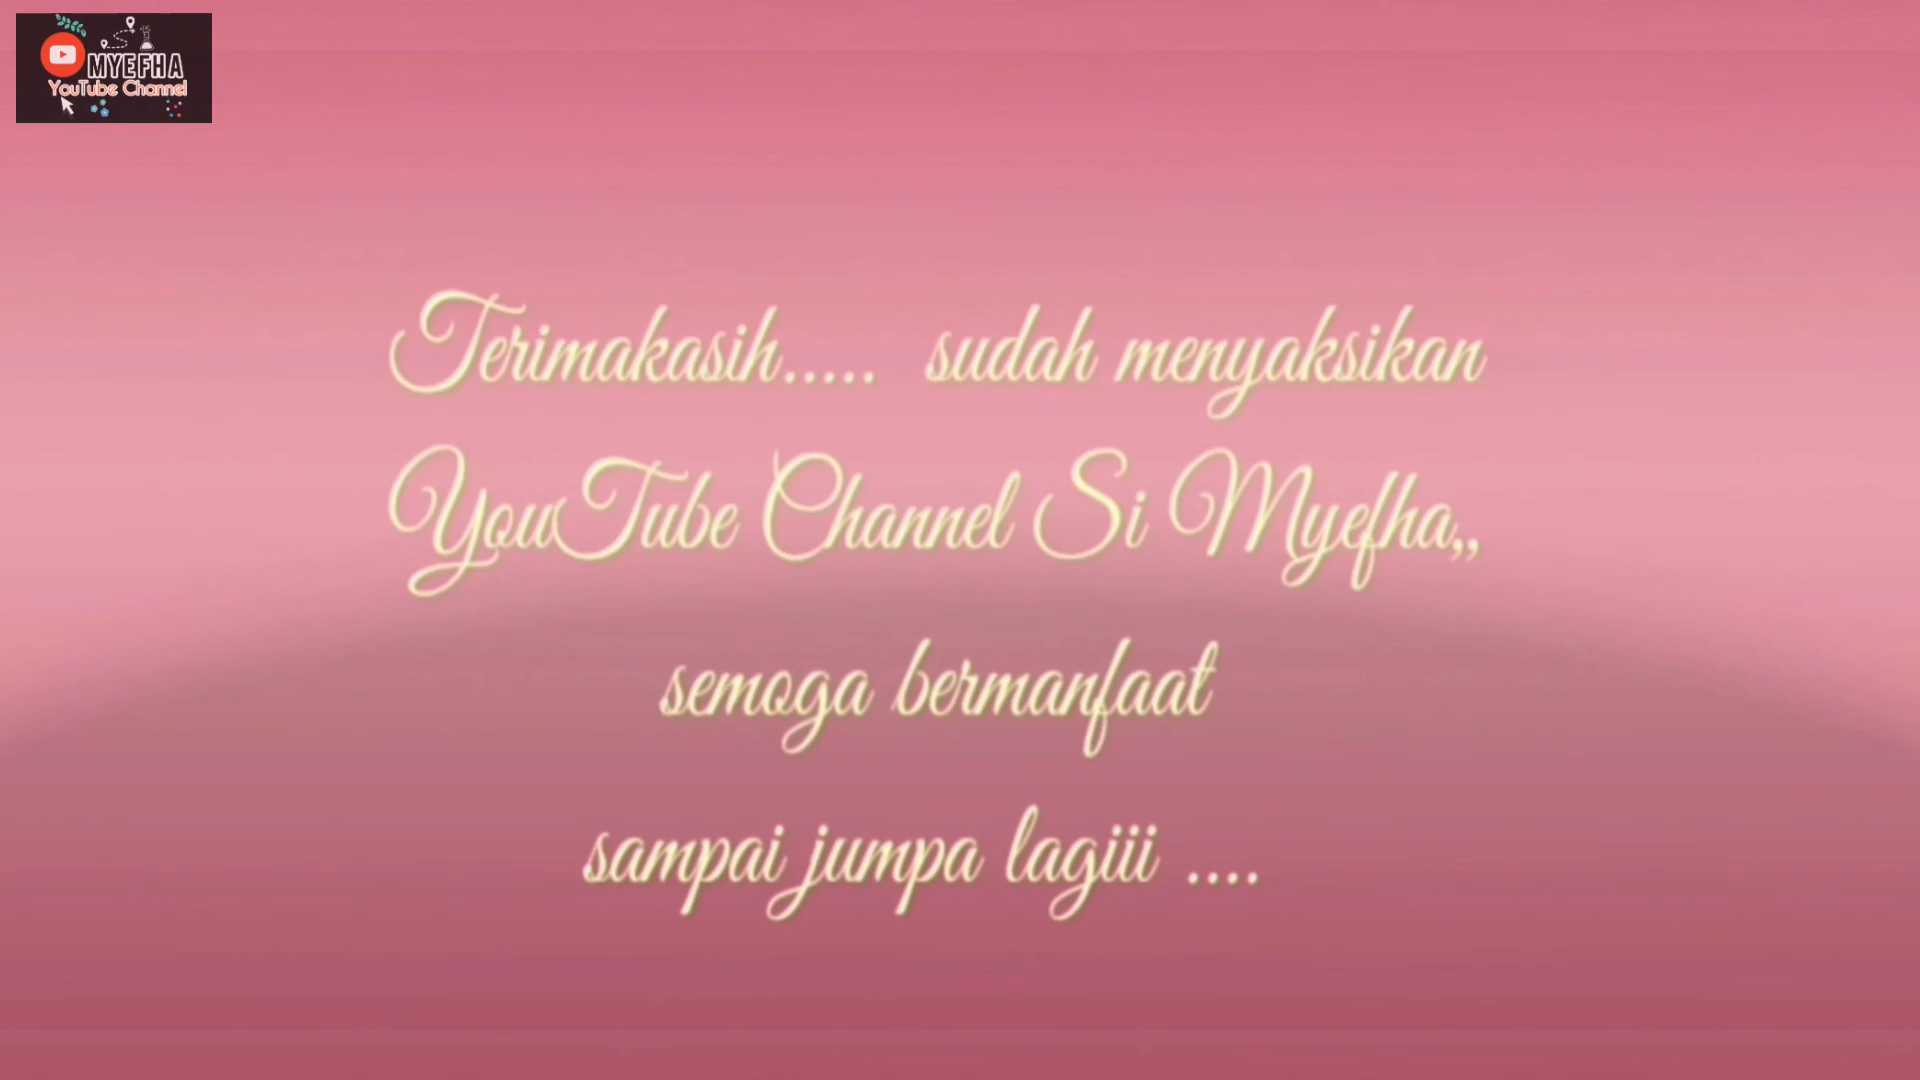 MYEFHA
YouTube Channel
Terimakasih..... sudah menyaksikan
YouTube Channel Si Myefha,,
semoga bermanfaat
sampai jumpa lagiii ....